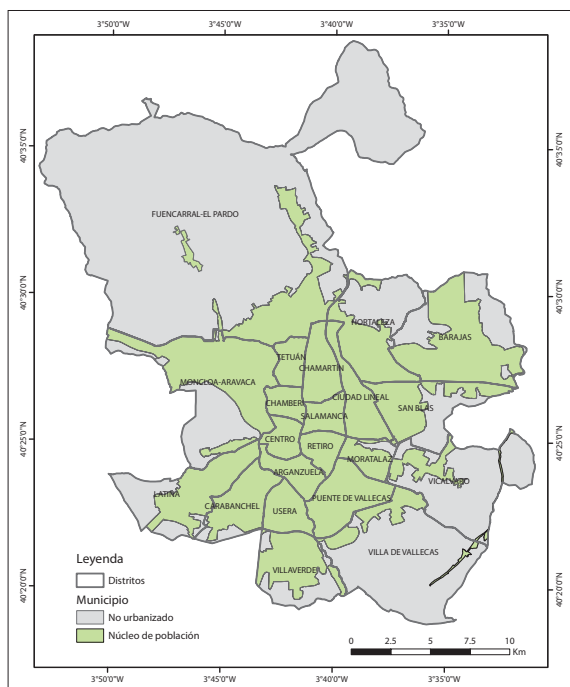 3°50'0"W 3°45'0"W 3°40'0"W 3°35'0"W
40°35'0"N
40°35'0"N
FUENCARRAL-EL PARDO
40°30'0"N
40°30'0"N
HORTALEZA
BARAJAS
TETUÁN
CHAMARTÍN
MONCLOA-ARAVACA
CHAMBERÍ
CIUDAD LINEAL
SALAMANCA
SAN BLAS
40°25'0"N
40°25'0"N
CENTRO
RETIRO
MORATALAZ
ARGANZUELA
VICALVARO
LATINA
CARABANCHEL
USERA
PUENTE DE VALLECAS
VILLA DE VALLECAS
VILLAVERDE
40°20'0"N
40°20'0"N
Leyenda
Distritos
Municipio
No urbanizado
Núcleo de población
0 2.5 5 7.5 10
Km
3°50'0"W 3°45'0"W 3°40'0"W 3°35'0"W